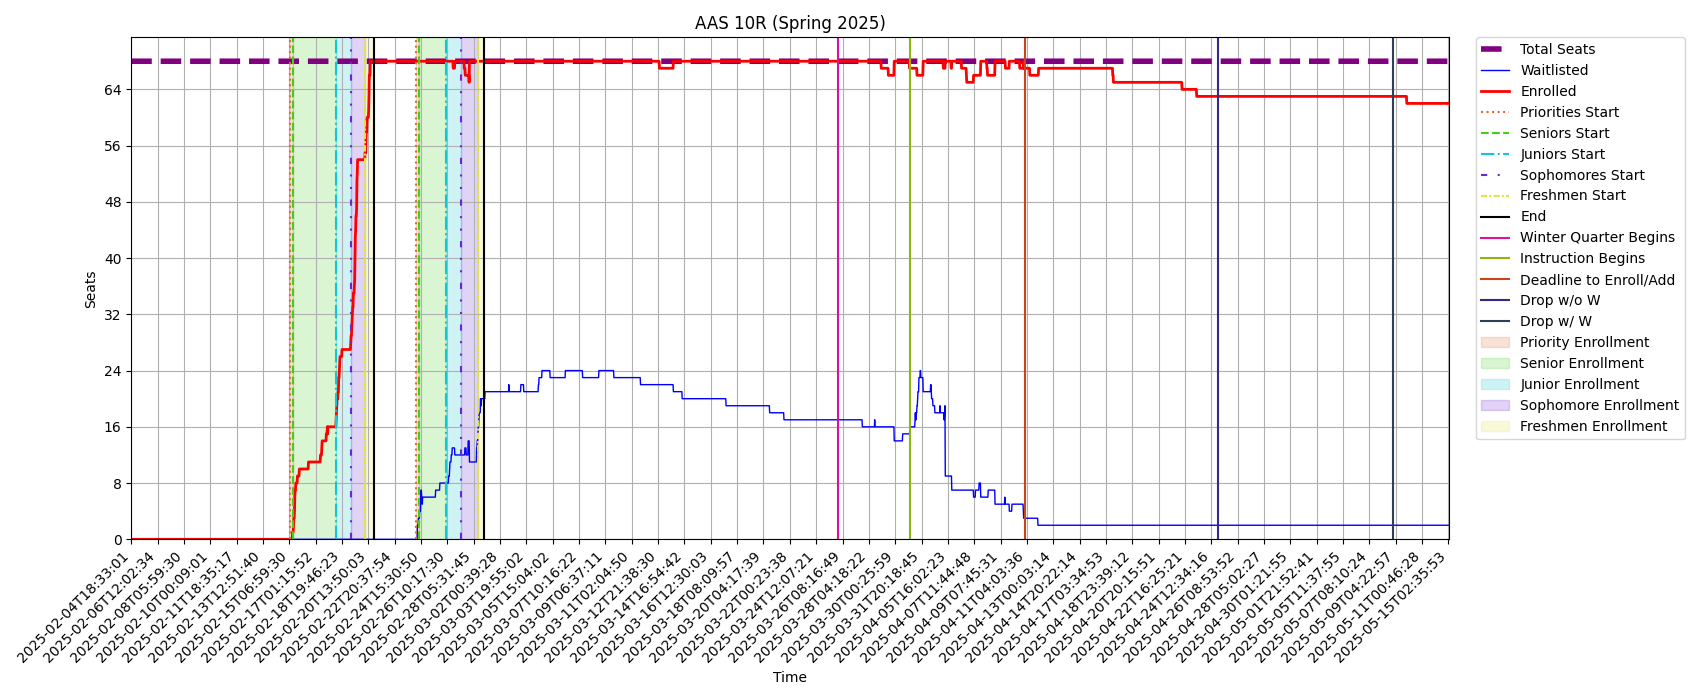 AAS 10R (Spring 2025)
Seats
64
56
48
40
32
24
16
8
0
2025-02-04T18:33:01
2025-02-06T12:02:34
2025-02-08T05:59:30
2025-02-10T00:09:01
2025-02-11T18:35:17
2025-02-13T12:51:40
2025-02-15T06:59:30
2025-02-17T01:15:52
2025-02-18T19:46:23
2025-02-20T13:50:03
2025-02-22T20:37:54
2025-02-24T15:30:50
2025-02-26T10:17:30
2025-02-28T05:31:45
2025-03-02T00:39:28
2025-03-03T19:55:02
2025-03-05T15:04:02
2025-03-07T10:16:22
2025-03-09T06:37:11
2025-03-11T02:04:50
2025-03-12T21:38:30
2025-03-14T16:54:42
2025-03-16T12:30:03
2025-03-18T08:09:57
2025-03-20T04:17:39
2025-03-22T00:23:38
2025-03-24T12:07:21
2025-03-26T08:16:49
2025-03-28T04:18:22
2025-03-30T00:25:59
2025-03-31T20:18:45
2025-04-05T16:02:23
2025-04-07T11:44:48
2025-04-09T07:45:31
2025-04-11T04:03:36
2025-04-13T00:03:14
2025-04-14T20:22:14
2025-04-17T03:34:53
2025-04-18T23:39:12
2025-04-20T20:15:51
2025-04-22T16:25:21
2025-04-24T12:34:16
2025-04-26T08:53:52
2025-04-28T05:02:27
2025-04-30T01:21:55
2025-05-01T21:52:41
2025-05-05T11:37:55
2025-05-07T08:10:24
2025-05-09T04:22:57
2025-05-11T00:46:28
2025-05-15T02:35:53
Time
Total Seats
Waitlisted
Enrolled
Priorities Start
Seniors Start
Juniors Start
Sophomores Start
Freshmen Start
End
Winter Quarter Begins
Instruction Begins
Deadline to Enroll/Add
Drop w/o W
Drop w/ W
Priority Enrollment
Senior Enrollment
Junior Enrollment
Sophomore Enrollment
Freshmen Enrollment